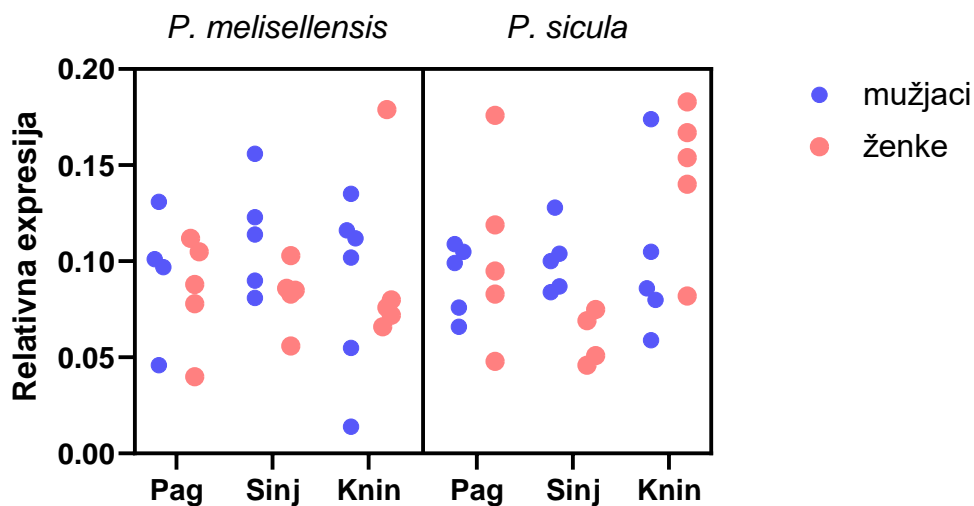 P. melisellensis P. sicula
Relativna expresija
0.20
0.15
0.10
0.05
0.00
Pag Sinj Knin Pag Sinj Knin
mužjaci
ženke